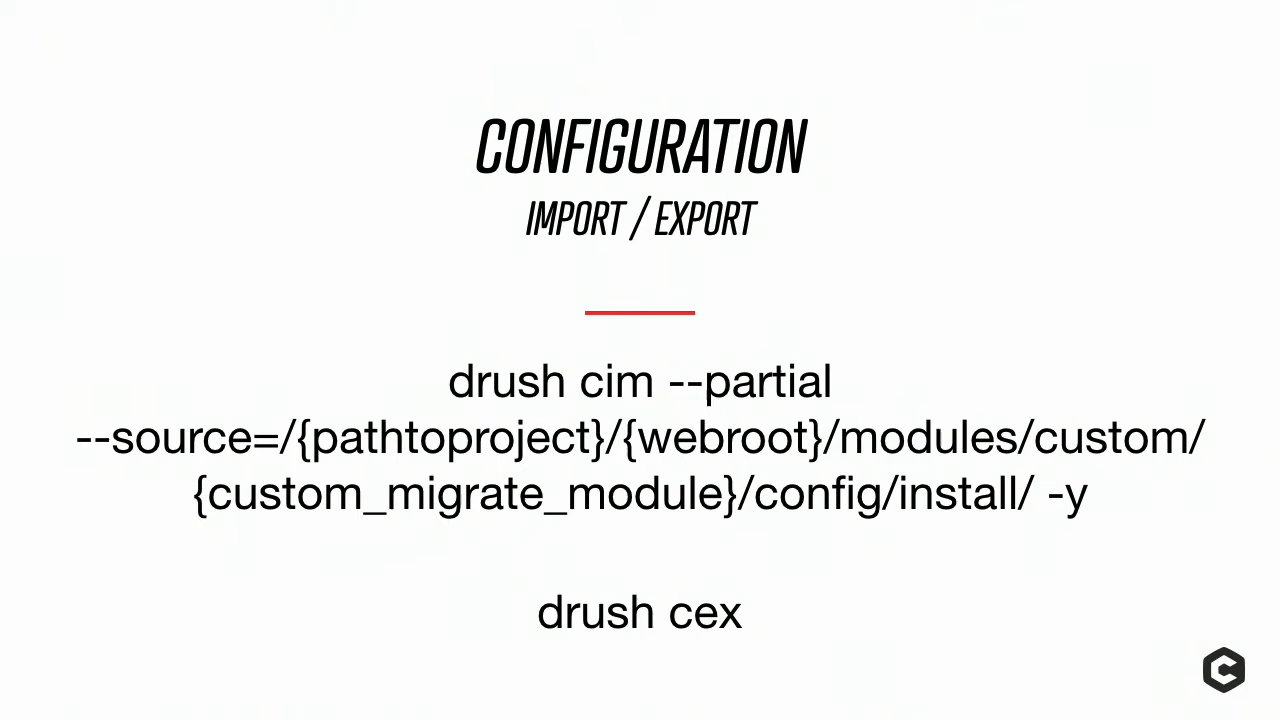 CONFIGURATION
IMPORT / EXPORT
drush cim --partial
--source=/{pathtoproject}/{webroot}/modules/custom/
{custom_migrate_module}/config/install/ -y
drush cex